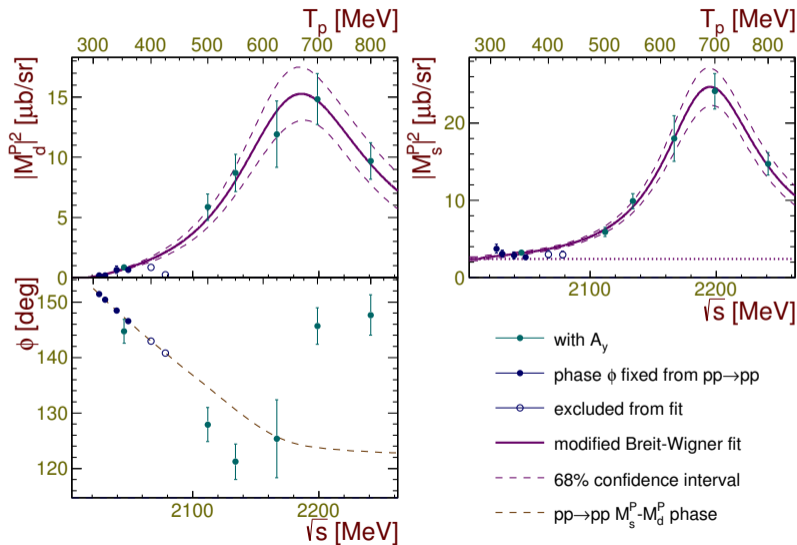 T_p [MeV]
300 400 500 600 700 800
|M_d^P|^2 [μb/sr]
15
10
5
0
T_p [MeV]
300 400 500 600 700 800
|M_s^P|^2 [μb/sr]
20
10
0
2100 2200
√s [MeV]
ϕ [deg]
150
140
130
120
2100 2200
√s [MeV]
with A_y
phase ϕ fixed from pp→pp
excluded from fit
modified Breit-Wigner fit
68% confidence interval
pp→pp M_s^P-M_d^P phase